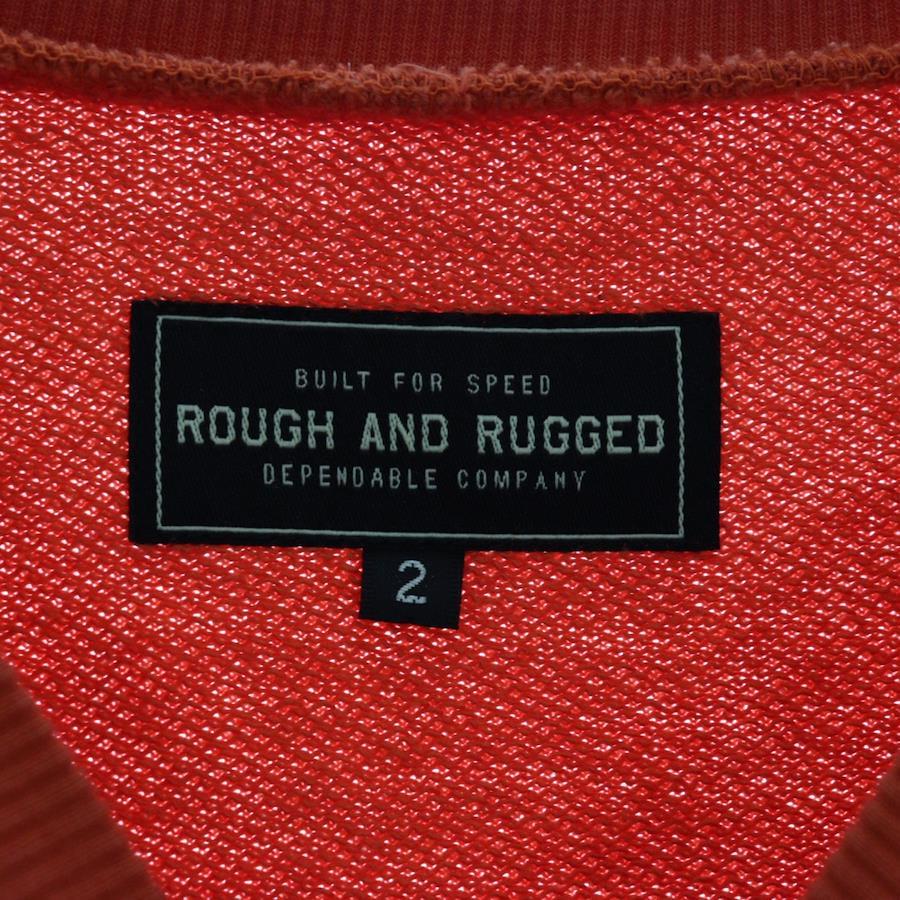 BUILT FOR SPEED
ROUGH AND RUGGED
DEPENDABLE COMPANY
2